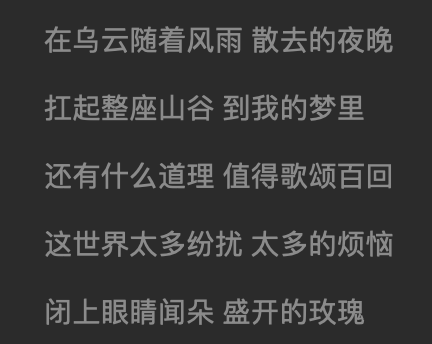 在乌云随着风雨 散去的夜晚
扛起整座山谷 到我的梦里
还有什么道理 值得歌颂百回
这世界太多纷扰 太多的烦恼
闭上眼睛闻朵 盛开的玫瑰